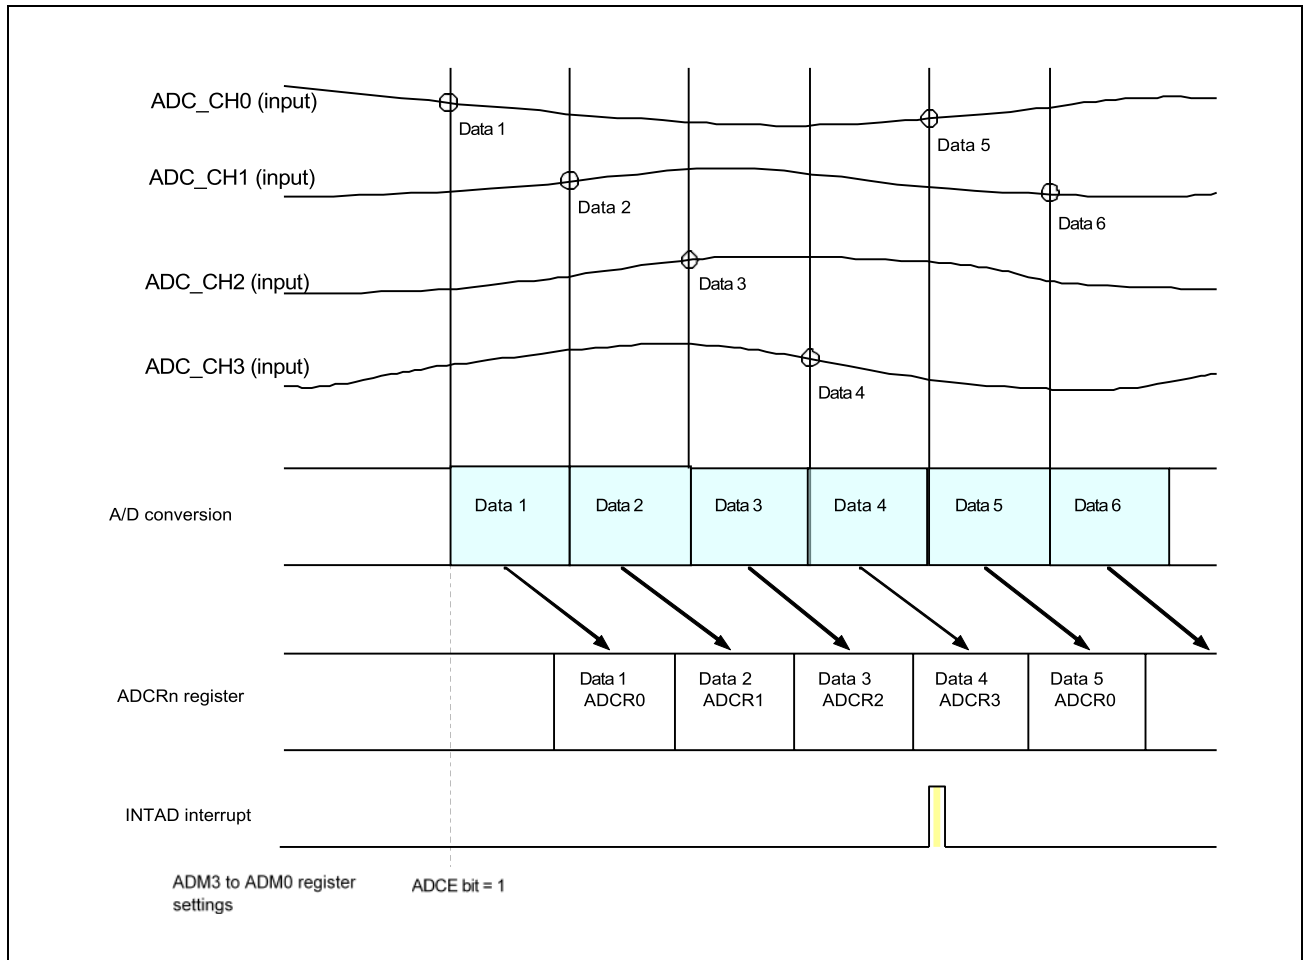 ADC_CH0 (input)
Data 1
Data 5
ADC_CH1 (input)
Data 2
Data 6
ADC_CH2 (input)
Data 3
ADC_CH3 (input)
Data 4
A/D conversion
Data 1
Data 2
Data 3
Data 4
Data 5
Data 6
ADCRn register
Data 1
ADCR0
Data 2
ADCR1
Data 3
ADCR2
Data 4
ADCR3
Data 5
ADCR0
INTAD interrupt
ADM3 to ADM0 register
settings
ADCE bit = 1